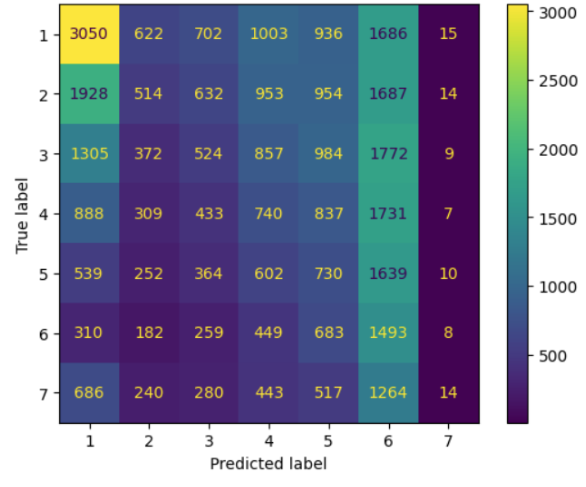 1 3050 622 702 1003 936 1686 15 3000
2 1928 514 632 953 954 1687 14 2500
3 1305 372 524 857 984 1772 9 2000
True label
4 888 309 433 740 837 1731 7 1500
5 539 252 364 602 730 1639 10 1000
6 310 182 259 449 683 1493 8 500
7 686 240 280 443 517 1264 14
1 2 3 4 5 6 7
Predicted label